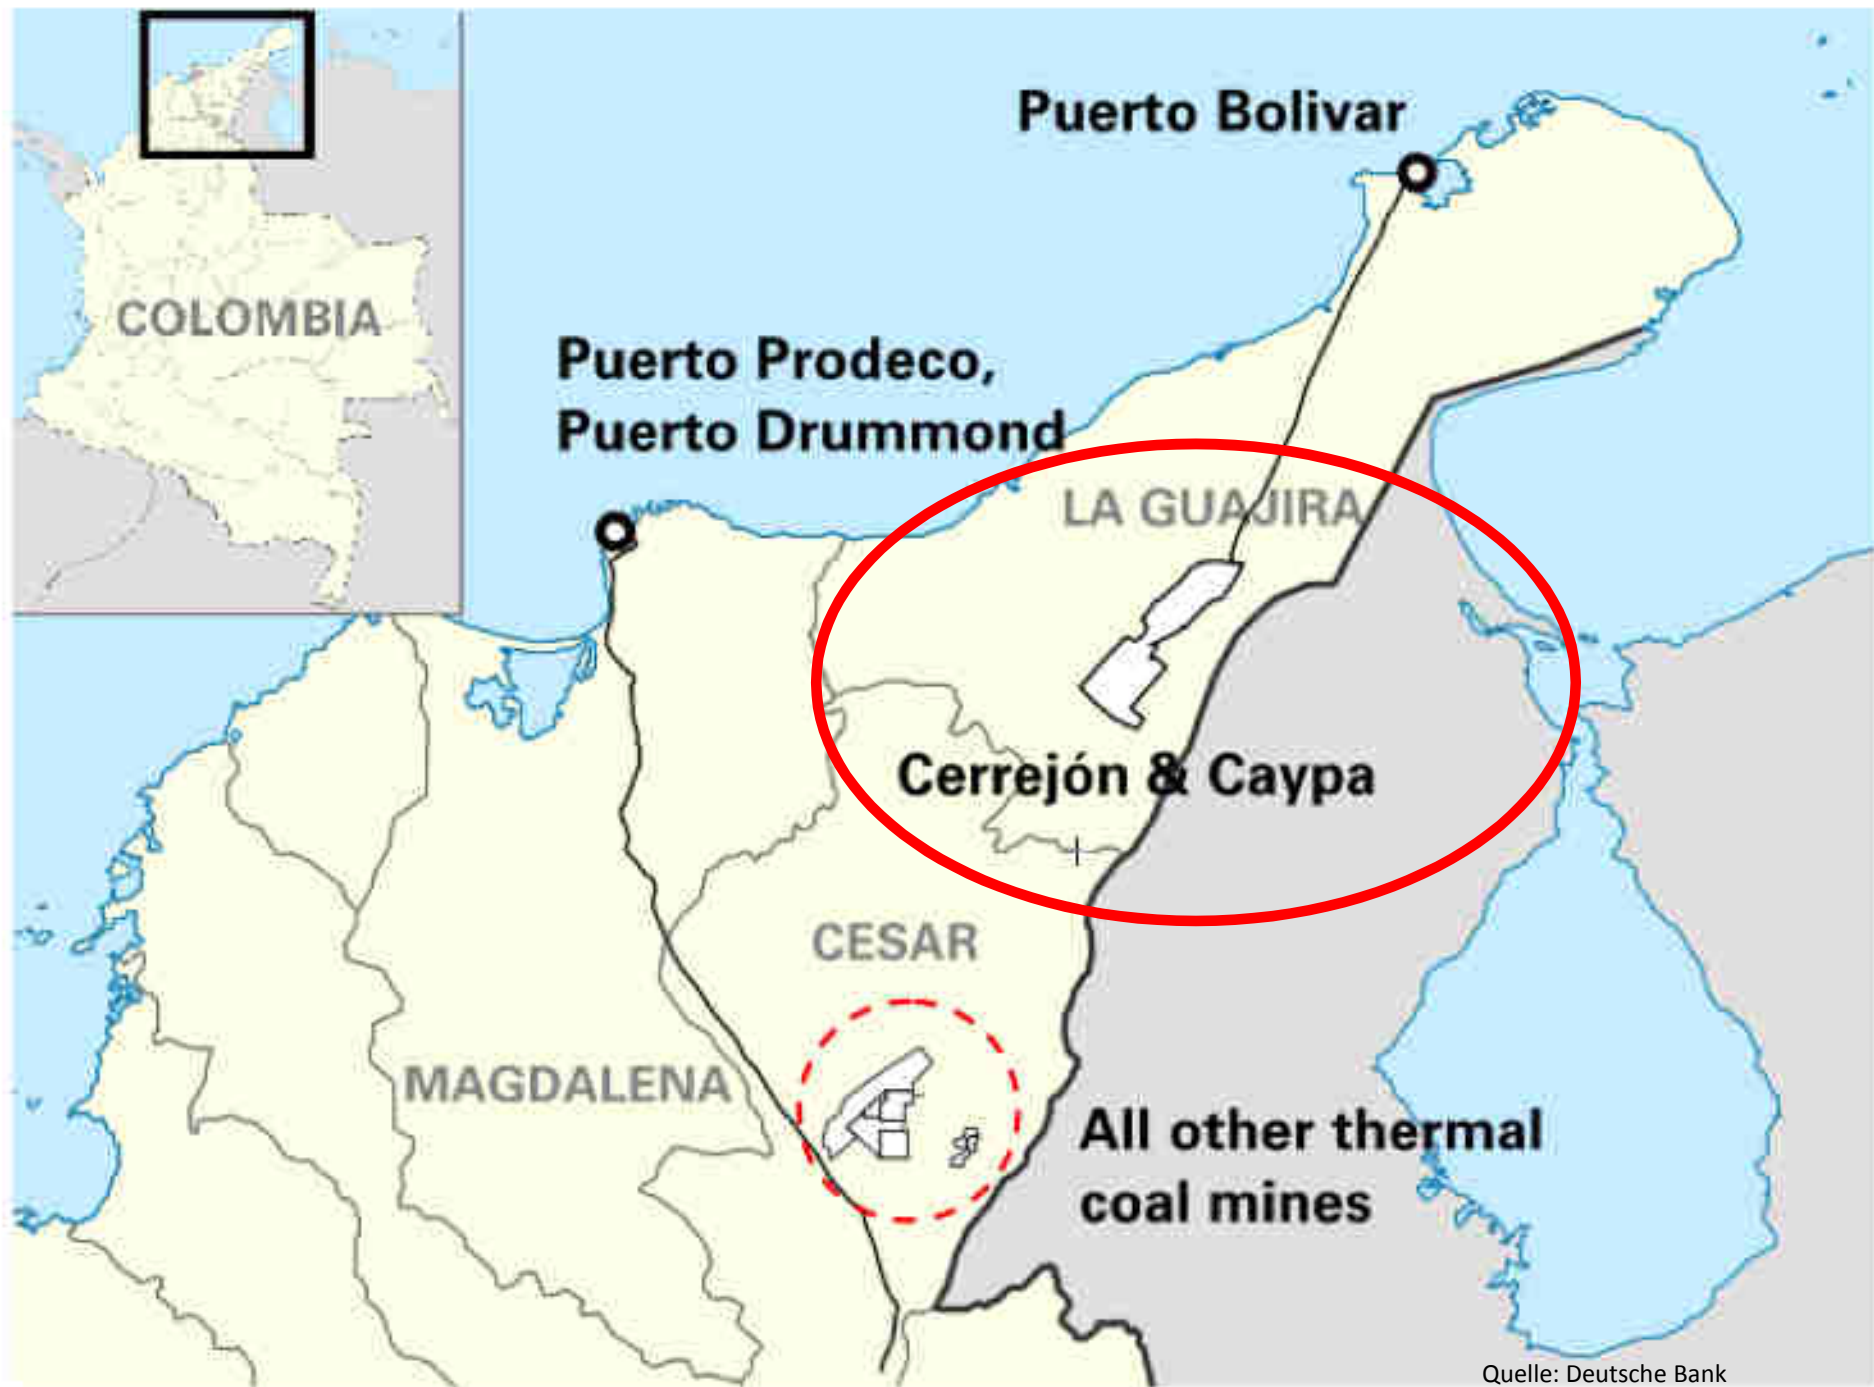 Puerto Bolivar
COLOMBIA
Puerto Prodeco,
Puerto Drummond
LA GUAJIRA
Cerrejón & Caypa
CESAR
MAGDALENA
All other thermal
coal mines
Quelle: Deutsche Bank